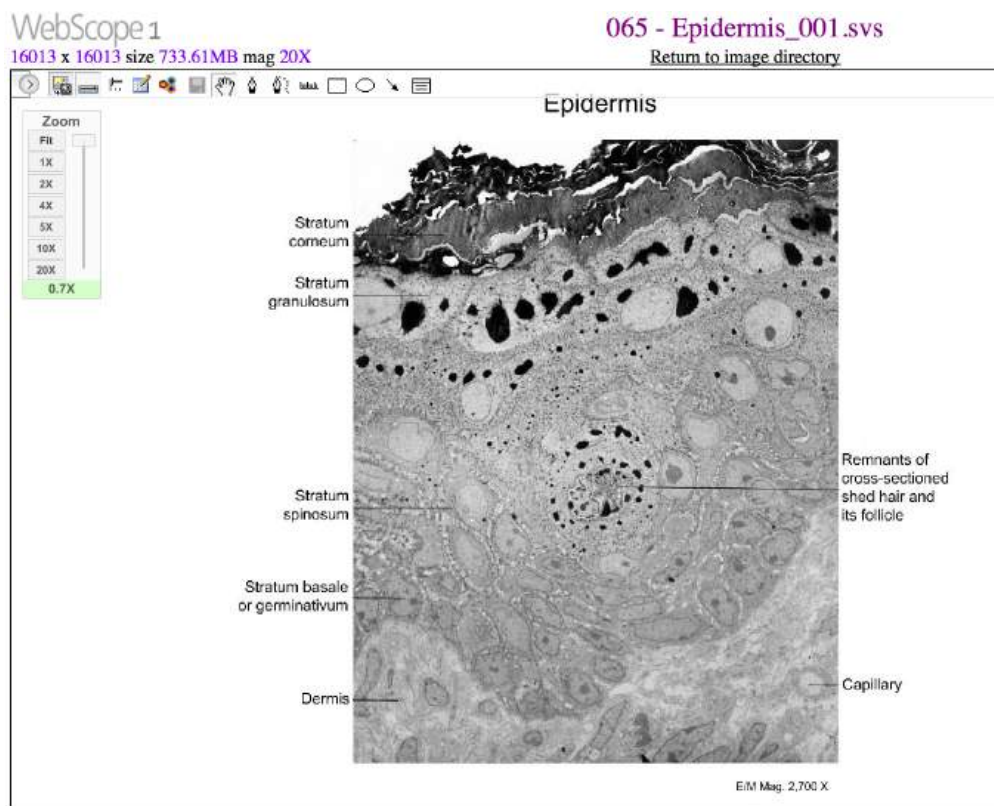 WebScope 1
065 - Epidermis_001.svs
16013 x 16013 size 733.61MB mag 20X
Return to image directory
Epidermis
Zoom
Fit
1X
2X
4X
5X
10X
20X
0.7X
Stratum
corneum
Stratum
granulosum
Remnants of
cross-sectioned
shed hair and
its follicle
Stratum
spinosum
Stratum basale
or germinativum
Dermis
Capillary
E/M Mag. 2,700 X